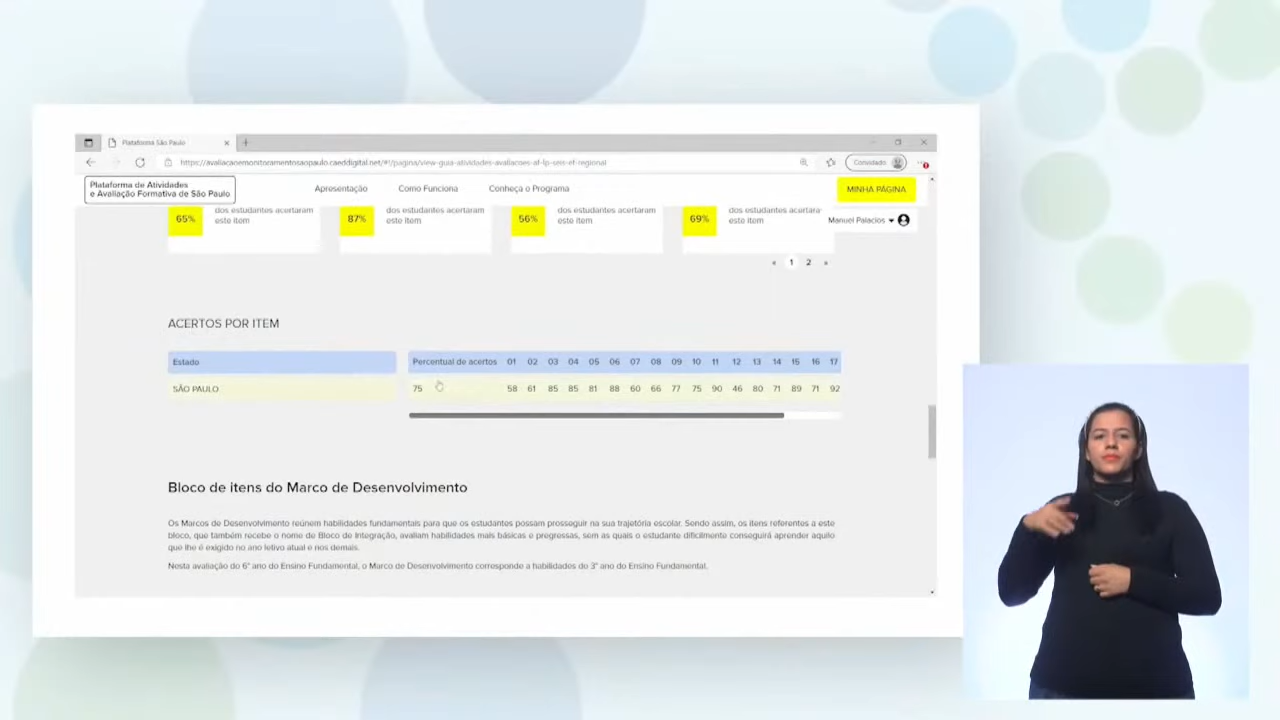 Plataforma São Paulo
https://avaliacaoemonitoramentosaopaulo.caeddigital.net/#!/pagina/view-guia-atividades-avaliacoes-af-lp-seis-ef-regional
Convidado
Plataforma de Atividades
e Avaliação Formativa de São Paulo
Apresentação Como Funciona Conheça o Programa MINHA PÁGINA
Manuel Palacios
65% dos estudantes acertaram
este item
87% dos estudantes acertaram
este item
56% dos estudantes acertaram
este item
69% dos estudantes acertara
este item
« 1 2 »
ACERTOS POR ITEM
Estado Percentual de acertos 01 02 03 04 05 06 07 08 09 10 11 12 13 14 15 16 17
SÃO PAULO 75 58 61 85 85 81 88 60 66 77 75 90 46 80 71 89 71 92
Bloco de itens do Marco de Desenvolvimento
Os Marcos de Desenvolvimento reúnem habilidades fundamentais para que os estudantes possam prosseguir na sua trajetória escolar. Sendo assim, os itens referentes a este
bloco, que também recebe o nome de Bloco de Integração, avaliam habilidades mais básicas e pregressas, sem as quais o estudante dificilmente conseguirá aprender aquilo
que lhe é exigido no ano letivo atual e nos demais.
Nesta avaliação do 6º ano do Ensino Fundamental, o Marco de Desenvolvimento corresponde a habilidades do 3º ano do Ensino Fundamental.